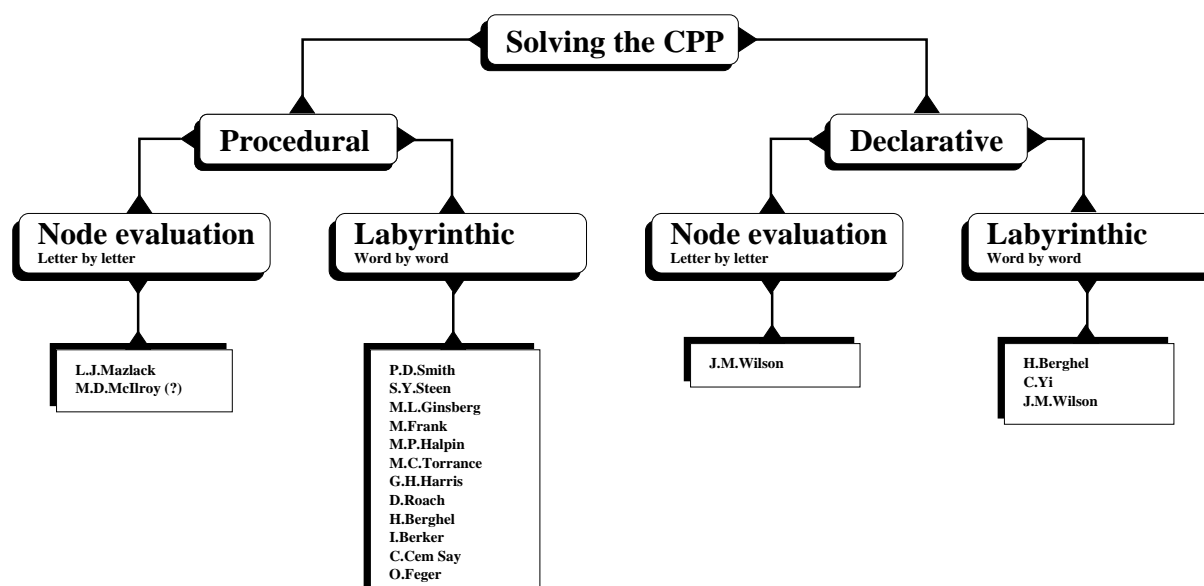 Solving the CPP
Procedural
Declarative
Node evaluation
Letter by letter
Labyrinthic
Word by word
Node evaluation
Letter by letter
Labyrinthic
Word by word
L.J.Mazlack
M.D.McIlroy (?)
P.D.Smith
S.Y.Steen
M.L.Ginsberg
M.Frank
M.P.Halpin
M.C.Torrance
G.H.Harris
D.Roach
H.Berghel
I.Berker
C.Cem Say
O.Feger
J.M.Wilson
H.Berghel
C.Yi
J.M.Wilson